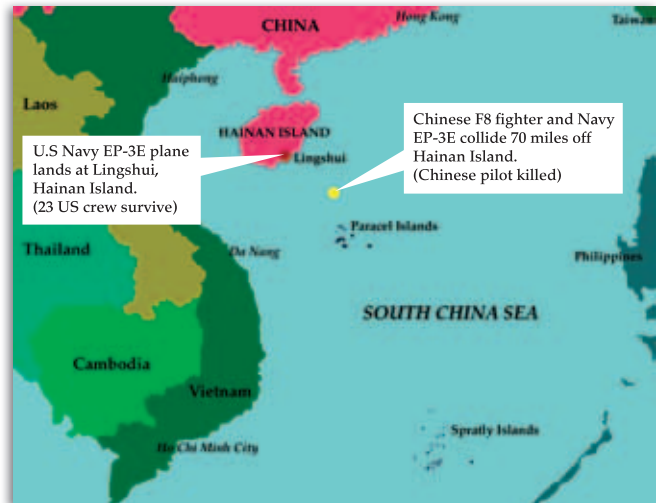 CHINA
Hong Kong
Taiwan
Haiphong
Laos
HAINAN ISLAND
Lingshui
Chinese F8 fighter and Navy
EP-3E collide 70 miles off
Hainan Island.
(Chinese pilot killed)
U.S Navy EP-3E plane
lands at Lingshui,
Hainan Island.
(23 US crew survive)
Paracel Islands
Thailand
Da Nang
Philippines
SOUTH CHINA SEA
Cambodia
Vietnam
Spratly Islands
Ho Chi Minh City